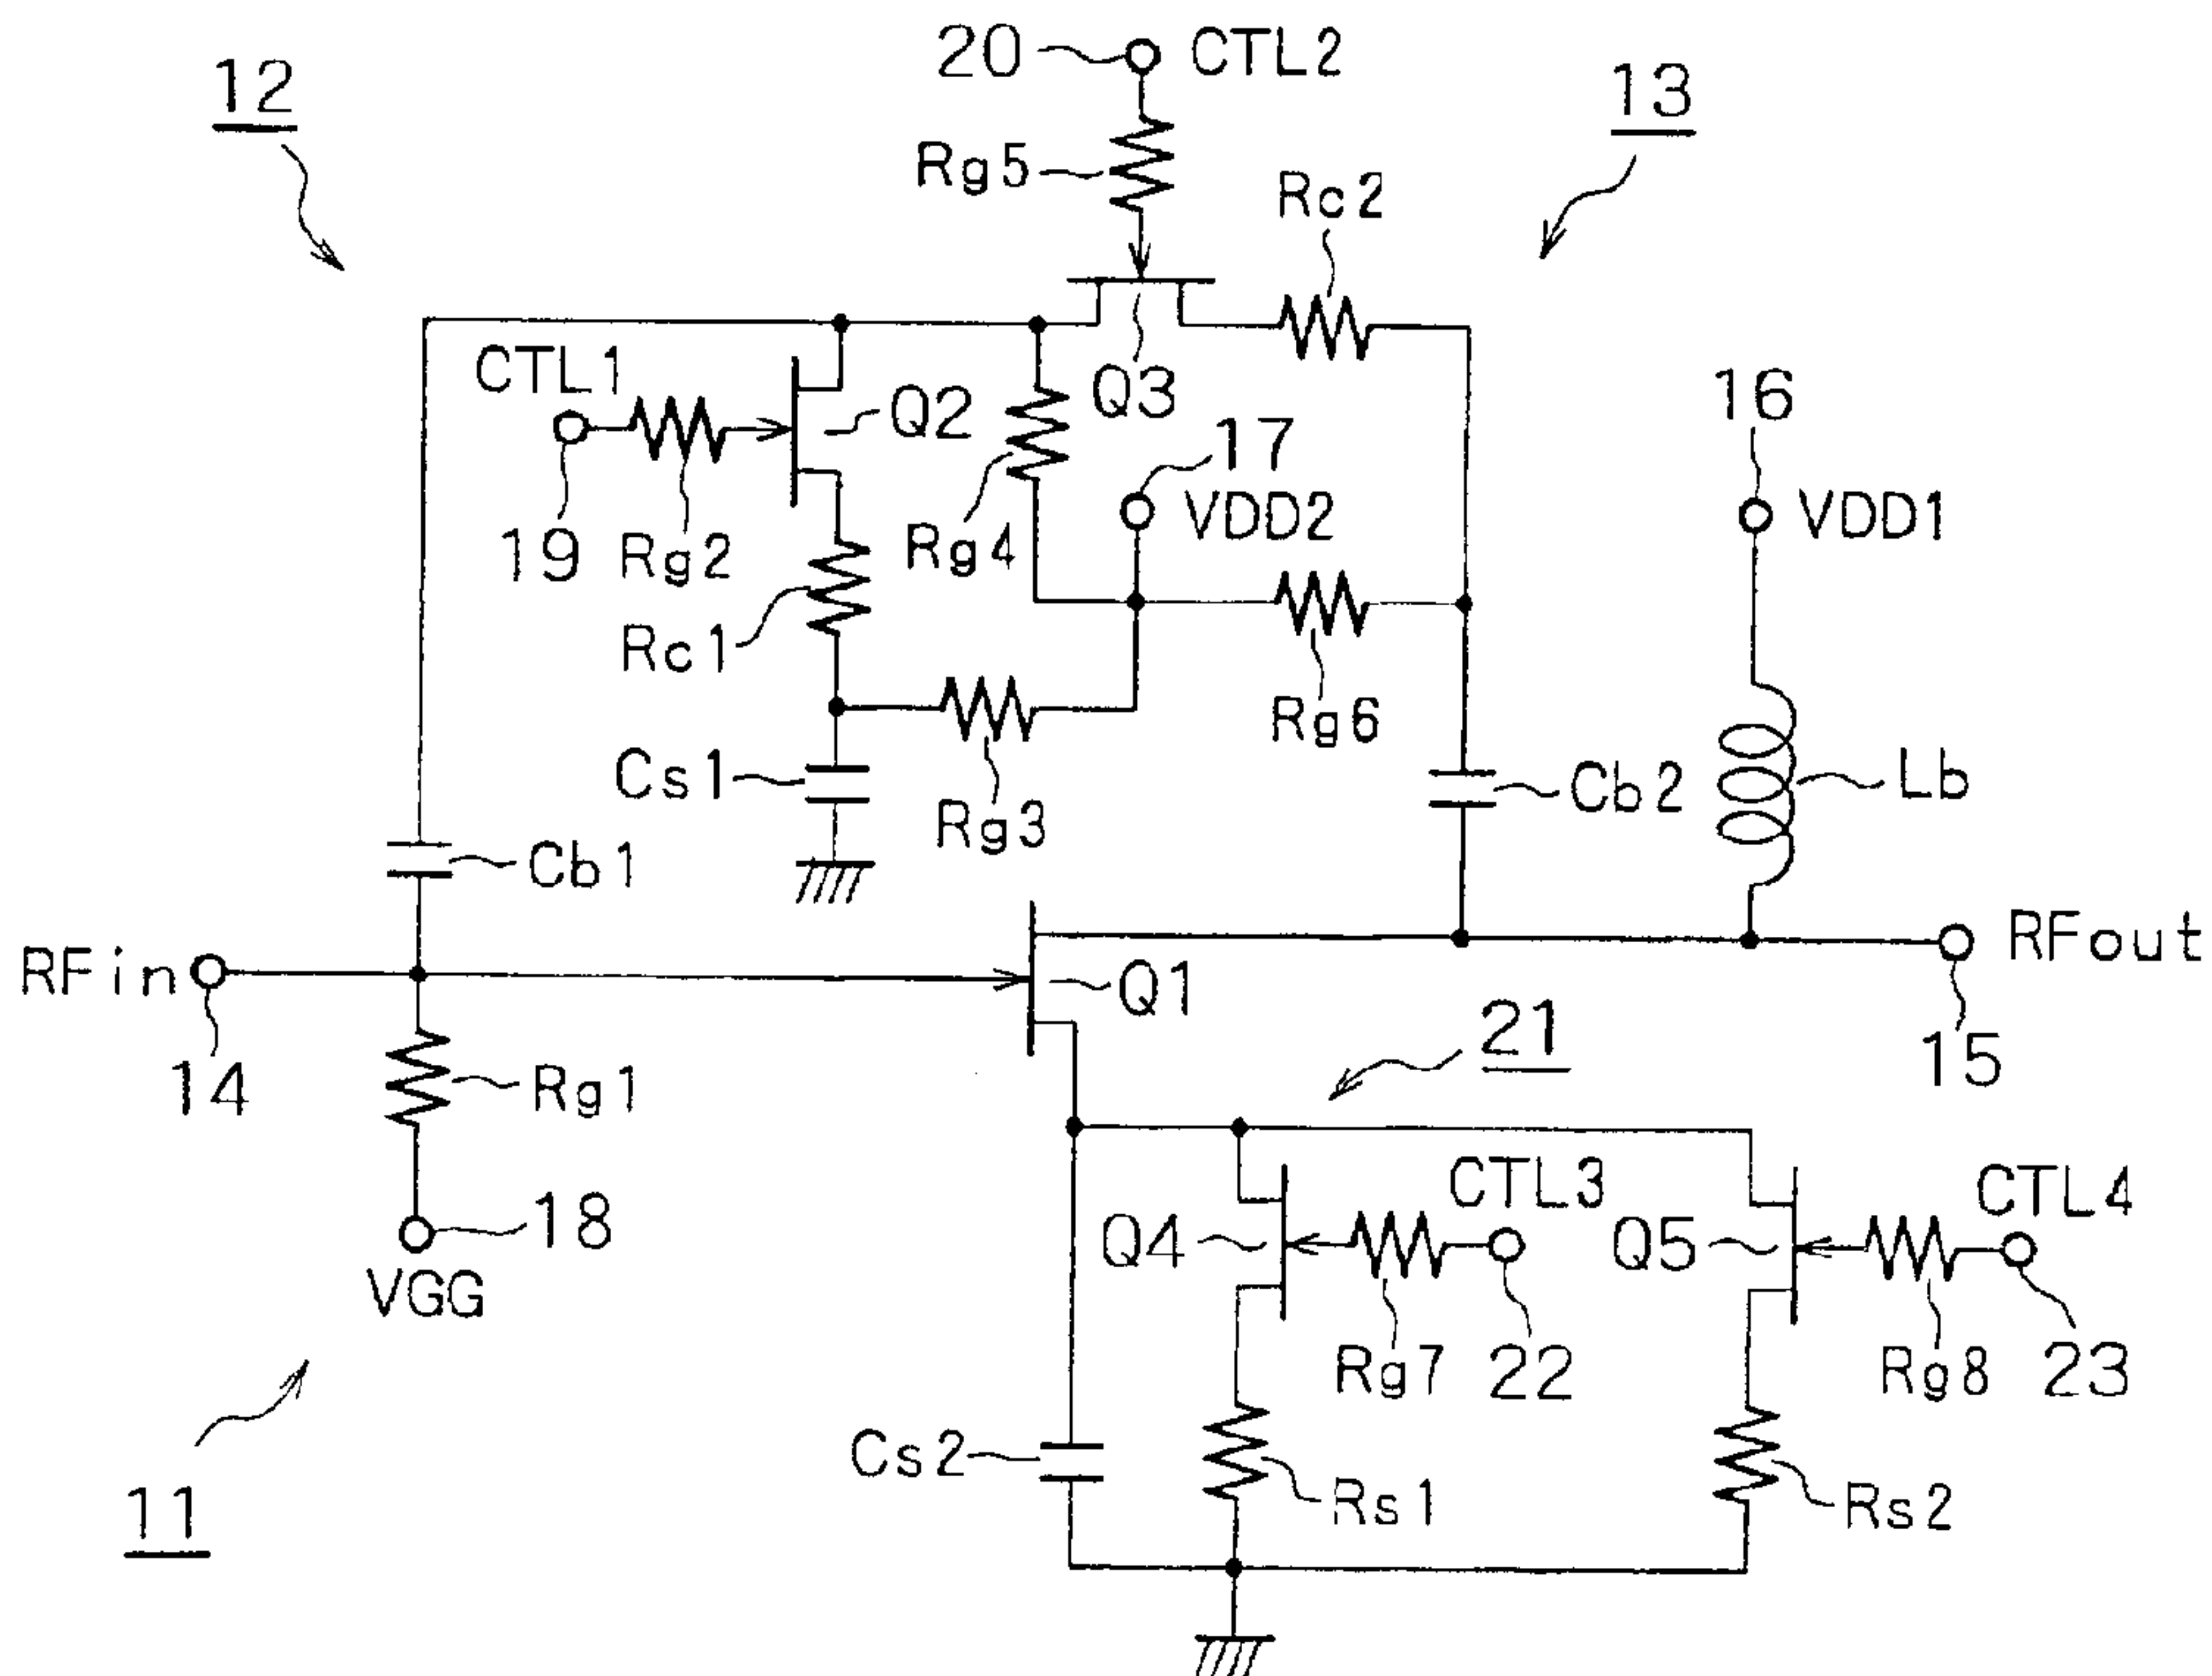 20 CTL2
12
13
Rg5
Rc2
CTL1
Q2
Q3
16
17
VDD2
VDD1
19
Rg2
Rg4
Rc1
Rg6
Cs1
Cb2
Lb
Rg3
Cb1
RFin
RFout
Q1
21
14
Rg1
15
18
CTL3
CTL4
Q4
Q5
VGG
Rg7
22
Rg8
23
Cs2
Rs1
Rs2
11